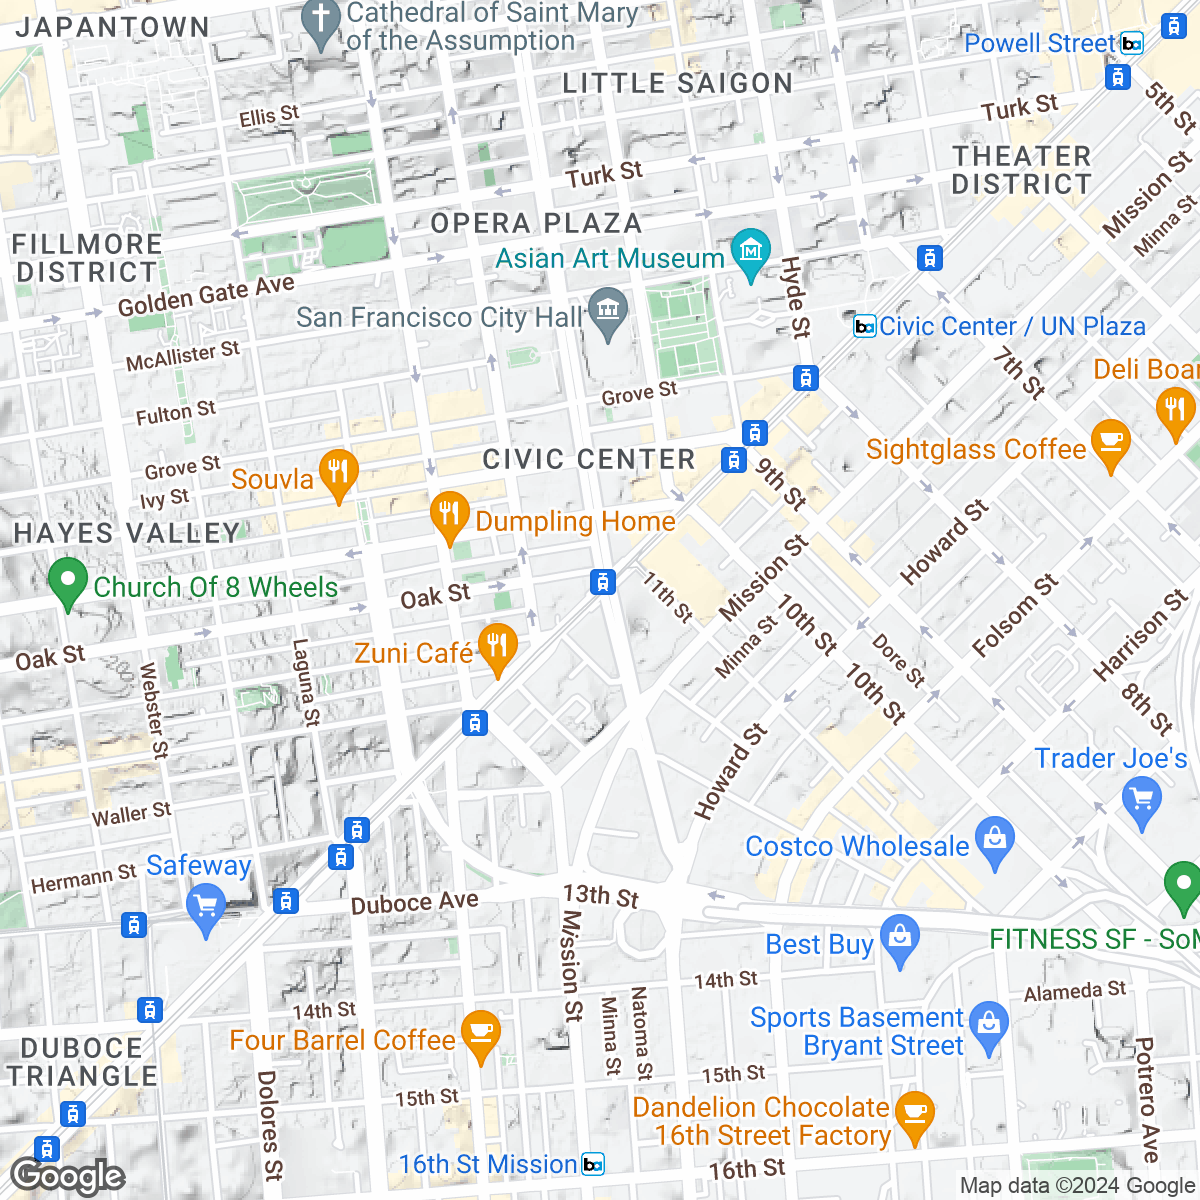 JAPANTOWN
Cathedral of Saint Mary
of the Assumption
Powell Street
LITTLE SAIGON
5th St
Ellis St
Turk St
THEATER
DISTRICT
Mission St
Turk St
Minna St
OPERA PLAZA
FILLMORE
DISTRICT
Asian Art Museum
Hyde St
Golden Gate Ave
San Francisco City Hall
Civic Center / UN Plaza
McAllister St
7th St
Deli Boar
Grove St
Fulton St
Sightglass Coffee
CIVIC CENTER
Grove St
Souvla
9th St
Ivy St
Howard St
Dumpling Home
HAYES VALLEY
Mission St
Church Of 8 Wheels
Oak St
11th St
Folsom St
10th St
Harrison St
Minna St
Zuni Café
Oak St
200
Dore St
Laguna St
Webster St
10th St
8th St
Howard St
Trader Joe's
Waller St
Costco Wholesale
Safeway
Hermann St
Duboce Ave
13th St
Best Buy
FITNESS SF - SoM
Mission St
14th St
Alameda St
14th St
Minna St
Natoma St
Sports Basement
Bryant Street
Four Barrel Coffee
DUBOCE
TRIANGLE
Potrero Ave
15th St
Dolores St
15th St
Dandelion Chocolate
16th Street Factory
16th St Mission
16th St
Google
Map data ©2024 Google